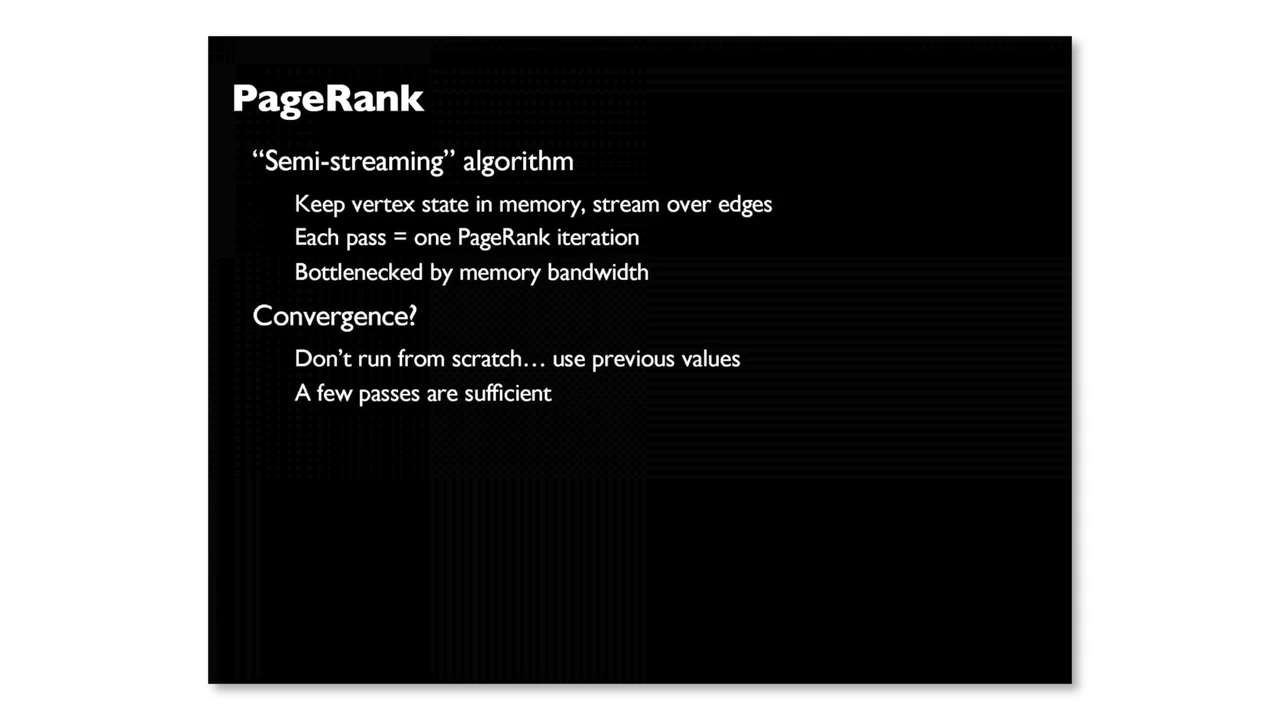 PageRank
“Semi-streaming” algorithm
Keep vertex state in memory, stream over edges
Each pass = one PageRank iteration
Bottlenecked by memory bandwidth
Convergence?
Don’t run from scratch… use previous values
A few passes are sufficient